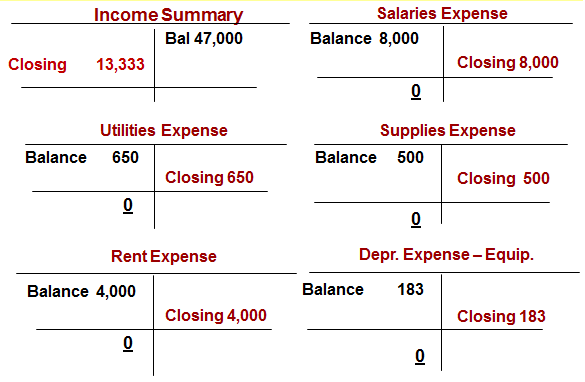 Income Summary
Bal 47,000
Closing 13,333
Salaries Expense
Balance 8,000
Closing 8,000
0
Utilities Expense
Balance 650
Closing 650
0
Supplies Expense
Balance 500
Closing 500
0
Rent Expense
Balance 4,000
Closing 4,000
0
Depr. Expense – Equip.
Balance 183
Closing 183
0